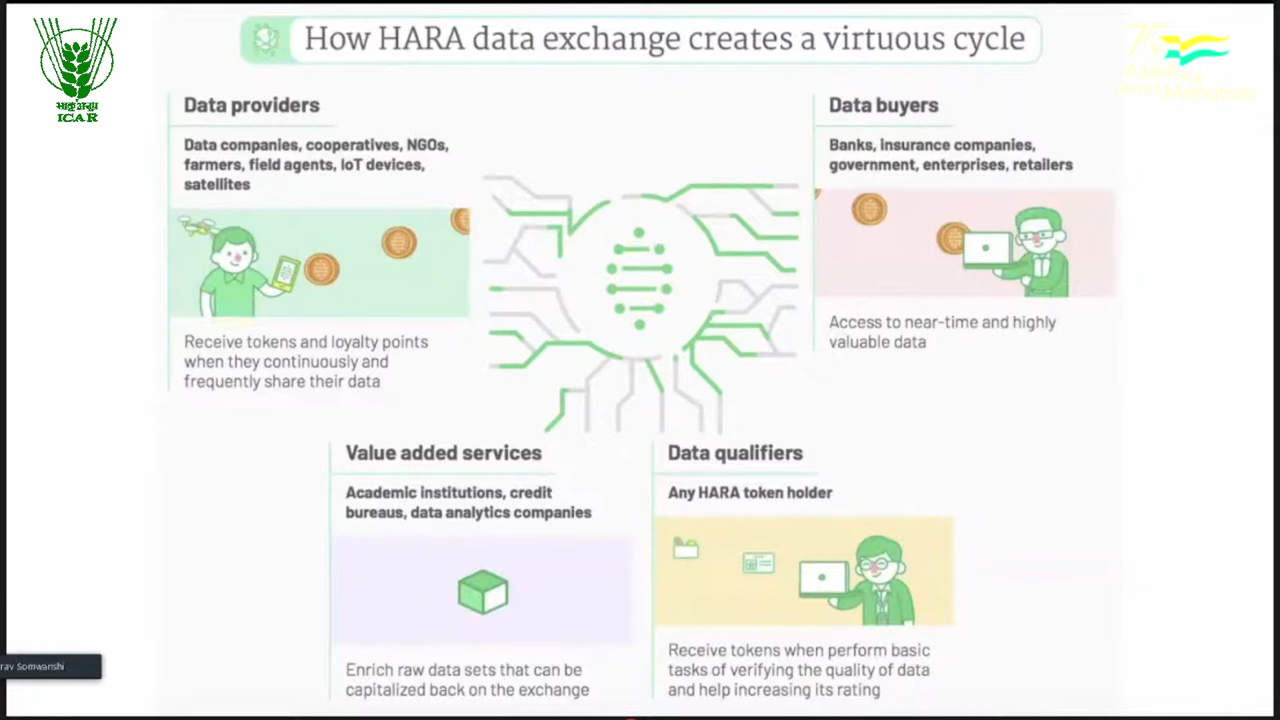 How HARA data exchange creates a virtuous cycle
ICAR
Data providers
Data companies, cooperatives, NGOs,
farmers, field agents, IoT devices,
satellites
Receive tokens and loyalty points
when they continuously and
frequently share their data
Data buyers
Banks, insurance companies,
government, enterprises, retailers
Access to near-time and highly
valuable data
Value added services
Academic institutions, credit
bureaus, data analytics companies
Enrich raw data sets that can be
capitalized back on the exchange
Data qualifiers
Any HARA token holder
Receive tokens when perform basic
tasks of verifying the quality of data
and help increasing its rating
rav Somwanshi